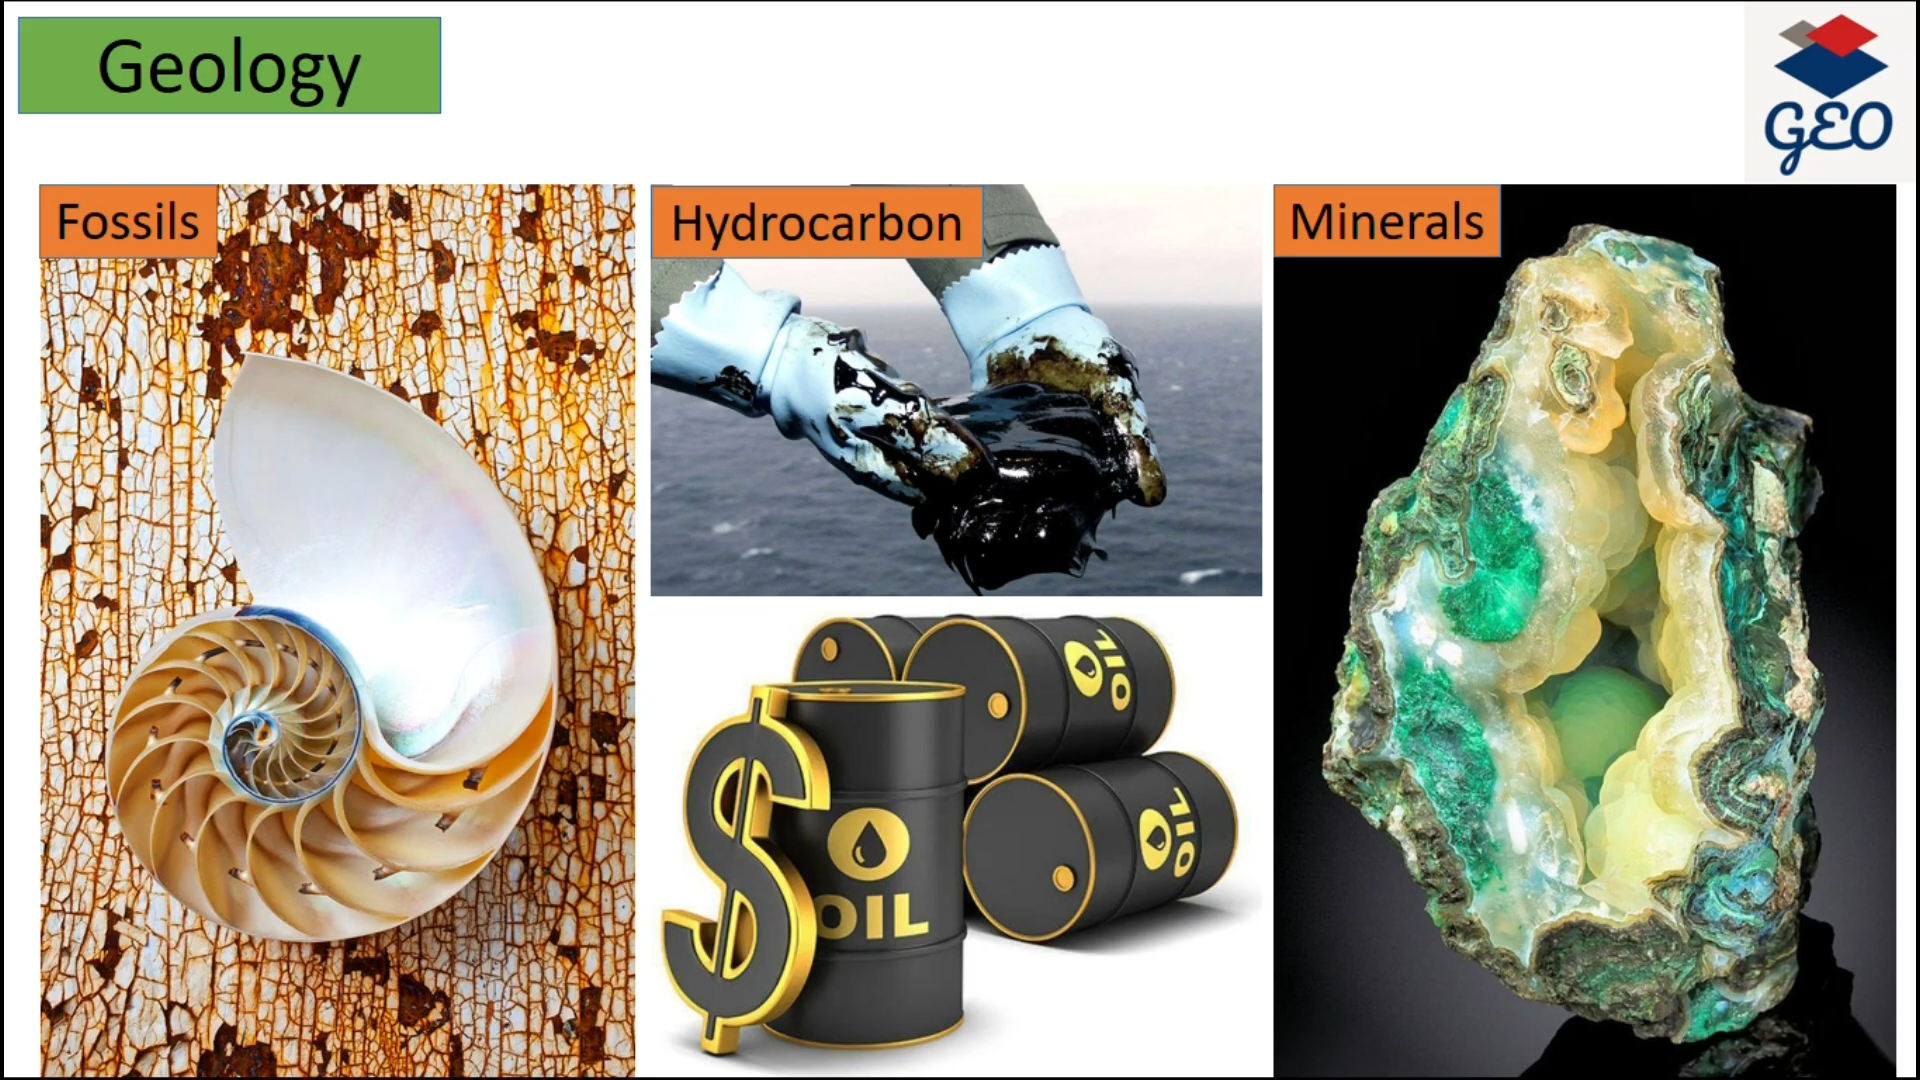 Geology
GEO
Fossils
Hydrocarbon
Minerals
OIL
OIL
OIL
$